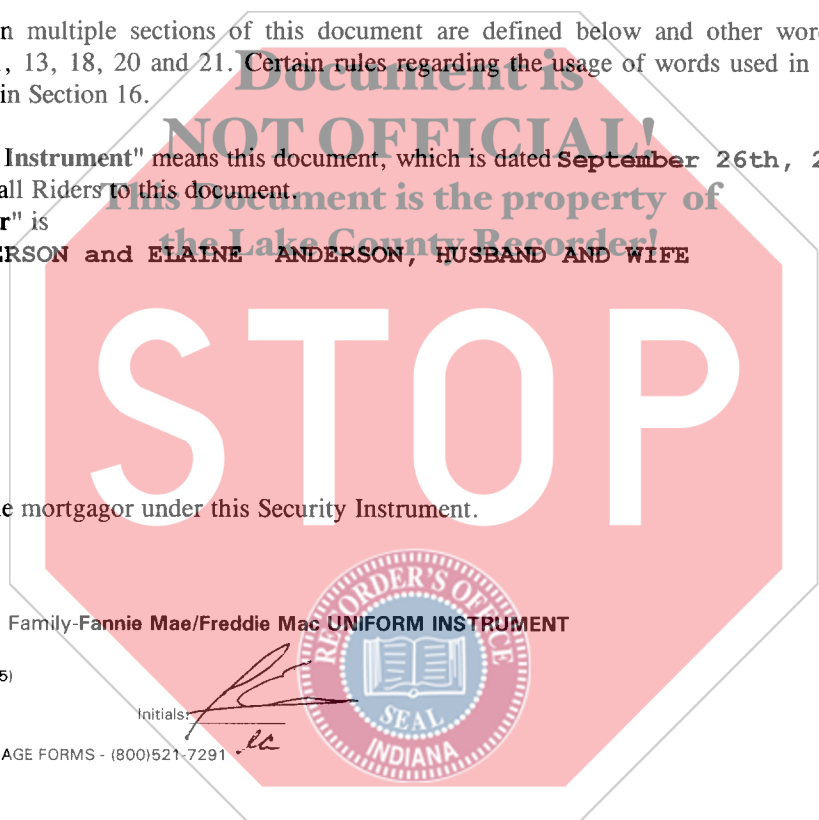 n multiple sections of this document are defined below and other wor
, 13, 18, 20 and 21. Certain rules regarding the usage of words used in
in Section 16.
Document is
NOT OFFICIAL!
This Document is the property of
the Lake County Recorder!
Instrument" means this document, which is dated September 26th, 2
all Riders to this document.
r" is
ERSON and ELAINE ANDERSON, HUSBAND AND WIFE
STOP
e mortgagor under this Security Instrument.
RECORDER'S OFFICE
SEAL
INDIANA
Family-Fannie Mae/Freddie Mac UNIFORM INSTRUMENT
5)
Initials:
AGE FORMS - (800)521-7291